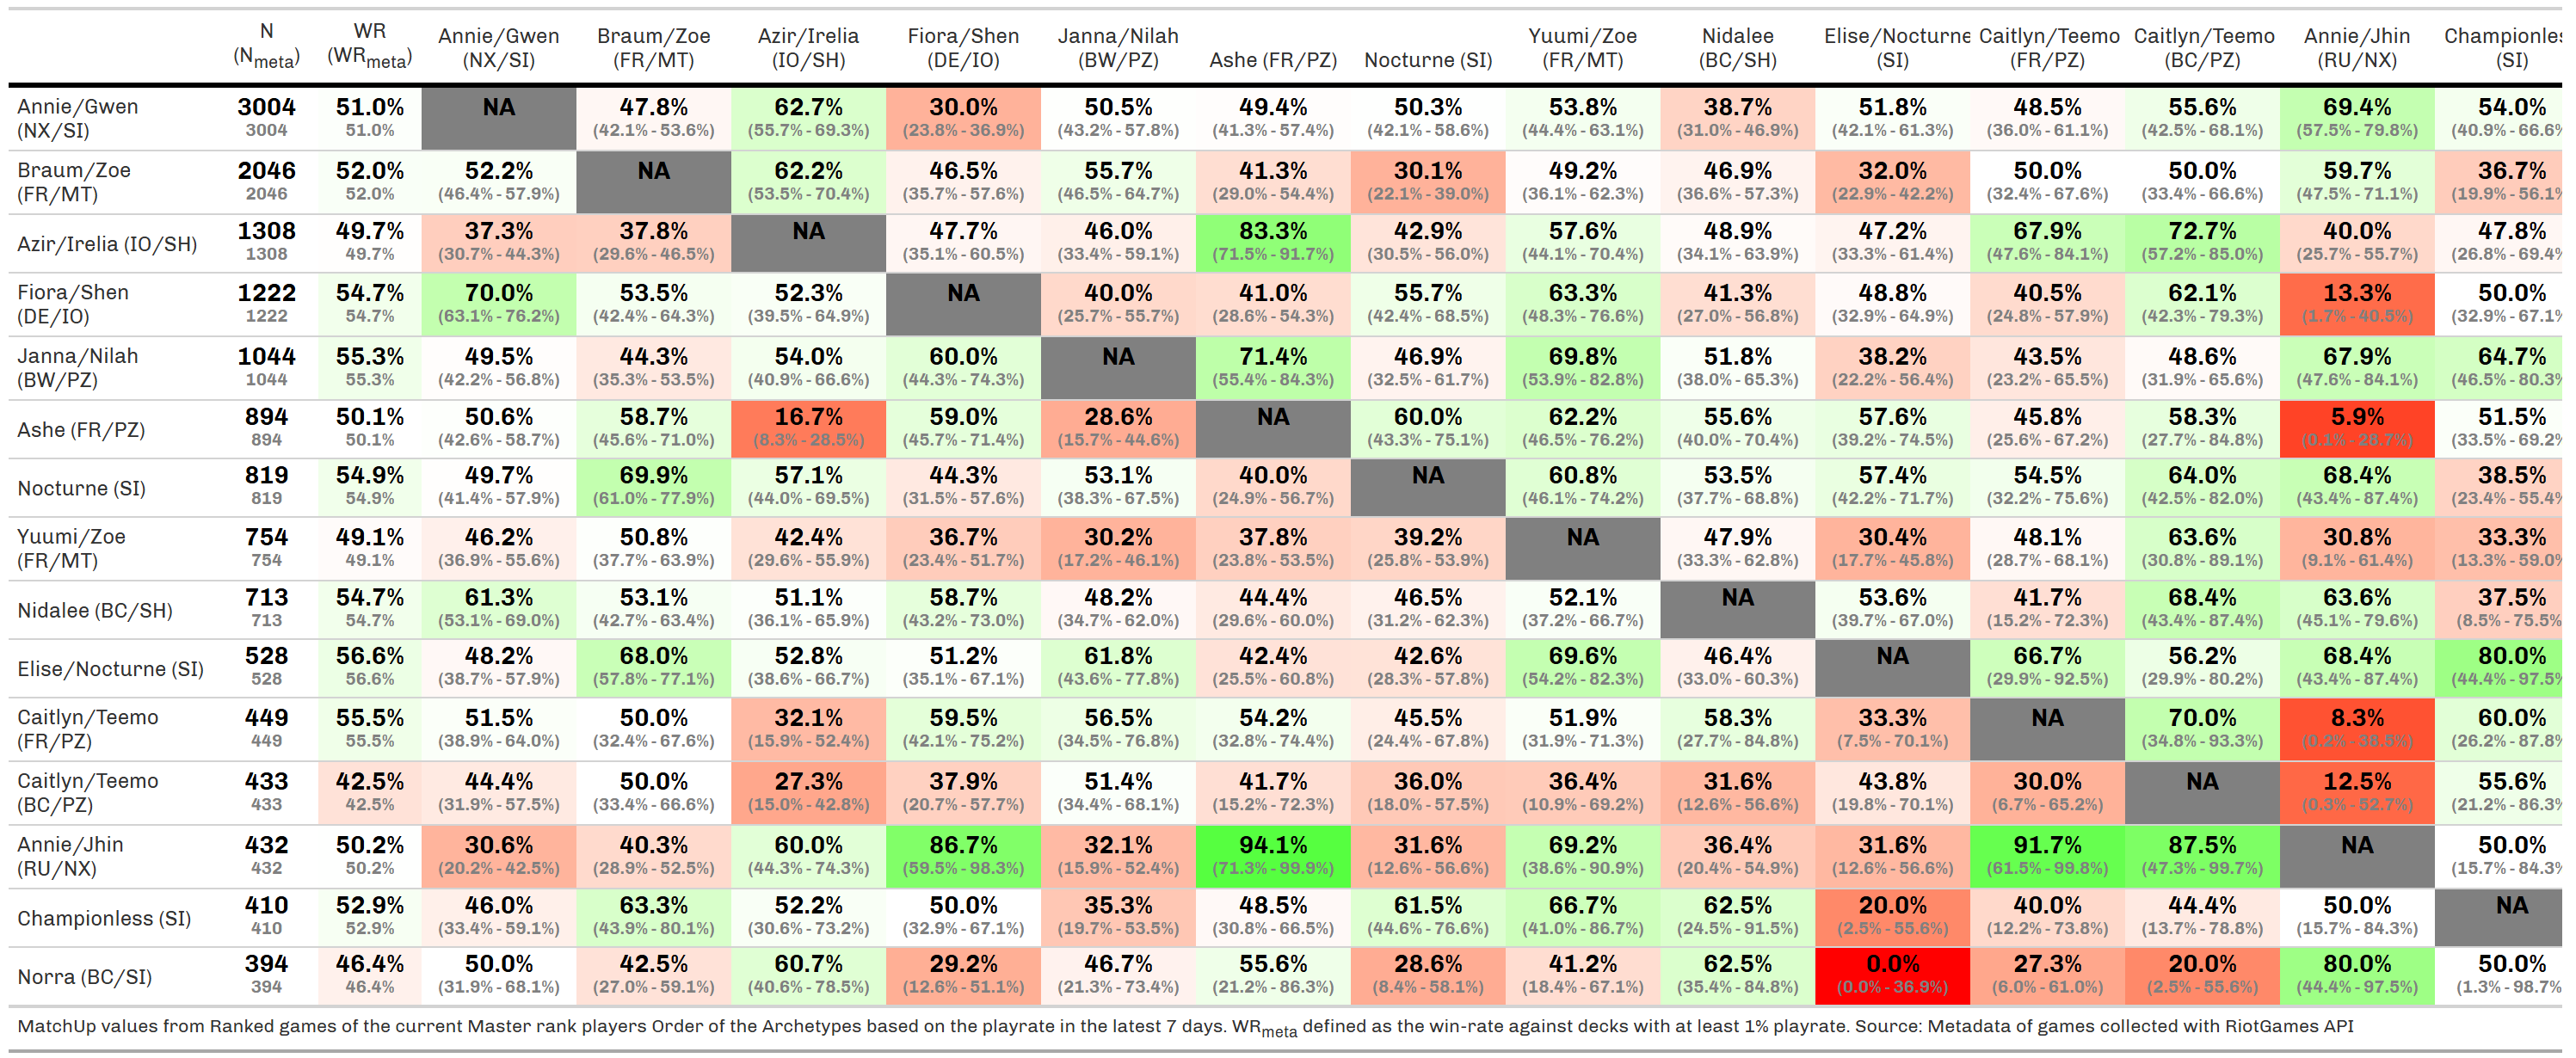 N WR Annie/Gwen Braum/Zoe Azir/Irelia Fiora/Shen Janna/Nilah Ashe (FR/PZ) Nocturne (SI) Yuumi/Zoe Nidalee Elise/Nocturne Caitlyn/Teemo Caitlyn/Teemo Annie/Jhin Championles
(Nmeta) (WRmeta) (NX/SI) (FR/MT) (IO/SH) (DE/IO) (BW/PZ) (FR/MT) (BC/SH) (SI) (FR/PZ) (BC/PZ) (RU/NX) (SI)
Annie/Gwen 3004 51.0% NA 47.8% 62.7% 30.0% 50.5% 49.4% 50.3% 53.8% 38.7% 51.8% 48.5% 55.6% 69.4% 54.0%
(NX/SI) 3004 51.0% (42.1% - 53.6%) (55.7% - 69.3%) (23.8% - 36.9%) (43.2% - 57.8%) (41.3% - 57.4%) (42.1% - 58.6%) (44.4% - 63.1%) (31.0% - 46.9%) (42.1% - 61.3%) (36.0% - 61.1%) (42.5% - 68.1%) (57.5% - 79.8%) (40.9% - 66.6%
Braum/Zoe 2046 52.0% 52.2% NA 62.2% 46.5% 55.7% 41.3% 30.1% 49.2% 46.9% 32.0% 50.0% 50.0% 59.7% 36.7%
(FR/MT) 2046 52.0% (46.4% - 57.9%) (53.5% - 70.4%) (35.7% - 57.6%) (46.5% - 64.7%) (29.0% - 54.4%) (22.1% - 39.0%) (36.1% - 62.3%) (36.6% - 57.3%) (22.9% - 42.2%) (32.4% - 67.6%) (33.4% - 66.6%) (47.5% - 71.1%) (19.9% - 56.1%
Azir/Irelia (IO/SH) 1308 49.7% 37.3% 37.8% NA 47.7% 46.0% 83.3% 42.9% 57.6% 48.9% 47.2% 67.9% 72.7% 40.0% 47.8%
1308 49.7% (30.7% - 44.3%) (29.6% - 46.5%) (35.1% - 60.5%) (33.4% - 59.1%) (71.5% - 91.7%) (30.5% - 56.0%) (44.1% - 70.4%) (34.1% - 63.9%) (33.3% - 61.4%) (47.6% - 84.1%) (57.2% - 85.0%) (25.7% - 55.7%) (26.8% - 69.4%
Fiora/Shen 1222 54.7% 70.0% 53.5% 52.3% NA 40.0% 41.0% 55.7% 63.3% 41.3% 48.8% 40.5% 62.1% 13.3% 50.0%
(DE/IO) 1222 54.7% (63.1% - 76.2%) (42.4% - 64.3%) (39.5% - 64.9%) (25.7% - 55.7%) (28.6% - 54.3%) (42.4% - 68.5%) (48.3% - 76.6%) (27.0% - 56.8%) (32.9% - 64.9%) (24.8% - 57.9%) (42.3% - 79.3%) (1.7% - 40.5%) (32.9% - 67.1%
Janna/Nilah 1044 55.3% 49.5% 44.3% 54.0% 60.0% NA 71.4% 46.9% 69.8% 51.8% 38.2% 43.5% 48.6% 67.9% 64.7%
(BW/PZ) 1044 55.3% (42.2% - 56.8%) (35.3% - 53.5%) (40.9% - 66.6%) (44.3% - 74.3%) (55.4% - 84.3%) (32.5% - 61.7%) (53.9% - 82.8%) (38.0% - 65.3%) (22.2% - 56.4%) (23.2% - 65.5%) (31.9% - 65.6%) (47.6% - 84.1%) (46.5% - 80.3%
Ashe (FR/PZ) 894 50.1% 50.6% 58.7% 16.7% 59.0% 28.6% NA 60.0% 62.2% 55.6% 57.6% 45.8% 58.3% 5.9% 51.5%
894 50.1% (42.6% - 58.7%) (45.6% - 71.0%) (8.3% - 28.5%) (45.7% - 71.4%) (15.7% - 44.6%) (43.3% - 75.1%) (46.5% - 76.2%) (40.0% - 70.4%) (39.2% - 74.5%) (25.6% - 67.2%) (27.7% - 84.8%) (0.1% - 28.7%) (33.5% - 69.2%
Nocturne (SI) 819 54.9% 49.7% 69.9% 57.1% 44.3% 53.1% 40.0% NA 60.8% 53.5% 57.4% 54.5% 64.0% 68.4% 38.5%
819 54.9% (41.4% - 57.9%) (61.0% - 77.9%) (44.0% - 69.5%) (31.5% - 57.6%) (38.3% - 67.5%) (24.9% - 56.7%) (46.1% - 74.2%) (37.7% - 68.8%) (42.2% - 71.7%) (32.2% - 75.6%) (42.5% - 82.0%) (43.4% - 87.4%) (23.4% - 55.4%
Yuumi/Zoe 754 49.1% 46.2% 50.8% 42.4% 36.7% 30.2% 37.8% 39.2% NA 47.9% 30.4% 48.1% 63.6% 30.8% 33.3%
(FR/MT) 754 49.1% (36.9% - 55.6%) (37.7% - 63.9%) (29.6% - 55.9%) (23.4% - 51.7%) (17.2% - 46.1%) (23.8% - 53.5%) (25.8% - 53.9%) (33.3% - 62.8%) (17.7% - 45.8%) (28.7% - 68.1%) (30.8% - 89.1%) (9.1% - 61.4%) (13.3% - 59.0%
Nidalee (BC/SH) 713 54.7% 61.3% 53.1% 51.1% 58.7% 48.2% 44.4% 46.5% 52.1% NA 53.6% 41.7% 68.4% 63.6% 37.5%
713 54.7% (53.1% - 69.0%) (42.7% - 63.4%) (36.1% - 65.9%) (43.2% - 73.0%) (34.7% - 62.0%) (29.6% - 60.0%) (31.2% - 62.3%) (37.2% - 66.7%) (39.7% - 67.0%) (15.2% - 72.3%) (43.4% - 87.4%) (45.1% - 79.6%) (8.5% - 75.5%
Elise/Nocturne (SI) 528 56.6% 48.2% 68.0% 52.8% 51.2% 61.8% 42.4% 42.6% 69.6% 46.4% NA 66.7% 56.2% 68.4% 80.0%
528 56.6% (38.7% - 57.9%) (57.8% - 77.1%) (38.6% - 66.7%) (35.1% - 67.1%) (43.6% - 77.8%) (25.5% - 60.8%) (28.3% - 57.8%) (54.2% - 82.3%) (33.0% - 60.3%) (29.9% - 92.5%) (29.9% - 80.2%) (43.4% - 87.4%) (44.4% - 97.5%
Caitlyn/Teemo 449 55.5% 51.5% 50.0% 32.1% 59.5% 56.5% 54.2% 45.5% 51.9% 58.3% 33.3% NA 70.0% 8.3% 60.0%
(FR/PZ) 449 55.5% (38.9% - 64.0%) (32.4% - 67.6%) (15.9% - 52.4%) (42.1% - 75.2%) (34.5% - 76.8%) (32.8% - 74.4%) (24.4% - 67.8%) (31.9% - 71.3%) (27.7% - 84.8%) (7.5% - 70.1%) (34.8% - 93.3%) (0.2% - 38.5%) (26.2% - 87.8%
Caitlyn/Teemo 433 42.5% 44.4% 50.0% 27.3% 37.9% 51.4% 41.7% 36.0% 36.4% 31.6% 43.8% 30.0% NA 12.5% 55.6%
(BC/PZ) 433 42.5% (31.9% - 57.5%) (33.4% - 66.6%) (15.0% - 42.8%) (20.7% - 57.7%) (34.4% - 68.1%) (15.2% - 72.3%) (18.0% - 57.5%) (10.9% - 69.2%) (12.6% - 56.6%) (19.8% - 70.1%) (6.7% - 65.2%) (0.3% - 52.7%) (21.2% - 86.3%
Annie/Jhin 432 50.2% 30.6% 40.3% 60.0% 86.7% 32.1% 94.1% 31.6% 69.2% 36.4% 31.6% 91.7% 87.5% NA 50.0%
(RU/NX) 432 50.2% (20.2% - 42.5%) (28.9% - 52.5%) (44.3% - 74.3%) (59.5% - 98.3%) (15.9% - 52.4%) (71.3% - 99.9%) (12.6% - 56.6%) (38.6% - 90.9%) (20.4% - 54.9%) (12.6% - 56.6%) (61.5% - 99.8%) (47.3% - 99.7%) (15.7% - 84.3%
Championless (SI) 410 52.9% 46.0% 63.3% 52.2% 50.0% 35.3% 48.5% 61.5% 66.7% 62.5% 20.0% 40.0% 44.4% 50.0% NA
410 52.9% (33.4% - 59.1%) (43.9% - 80.1%) (30.6% - 73.2%) (32.9% - 67.1%) (19.7% - 53.5%) (30.8% - 66.5%) (44.6% - 76.6%) (41.0% - 86.7%) (24.5% - 91.5%) (2.5% - 55.6%) (12.2% - 73.8%) (13.7% - 78.8%) (15.7% - 84.3%)
Norra (BC/SI) 394 46.4% 50.0% 42.5% 60.7% 29.2% 46.7% 55.6% 28.6% 41.2% 62.5% 0.0% 27.3% 20.0% 80.0% 50.0%
394 46.4% (31.9% - 68.1%) (27.0% - 59.1%) (40.6% - 78.5%) (12.6% - 51.1%) (21.3% - 73.4%) (21.2% - 86.3%) (8.4% - 58.1%) (18.4% - 67.1%) (35.4% - 84.8%) (0.0% - 36.9%) (6.0% - 61.0%) (2.5% - 55.6%) (44.4% - 97.5%) (1.3% - 98.7%
MatchUp values from Ranked games of the current Master rank players Order of the Archetypes based on the playrate in the latest 7 days. WRmeta defined as the win-rate against decks with at least 1% playrate. Source: Metadata of games collected with RiotGames API